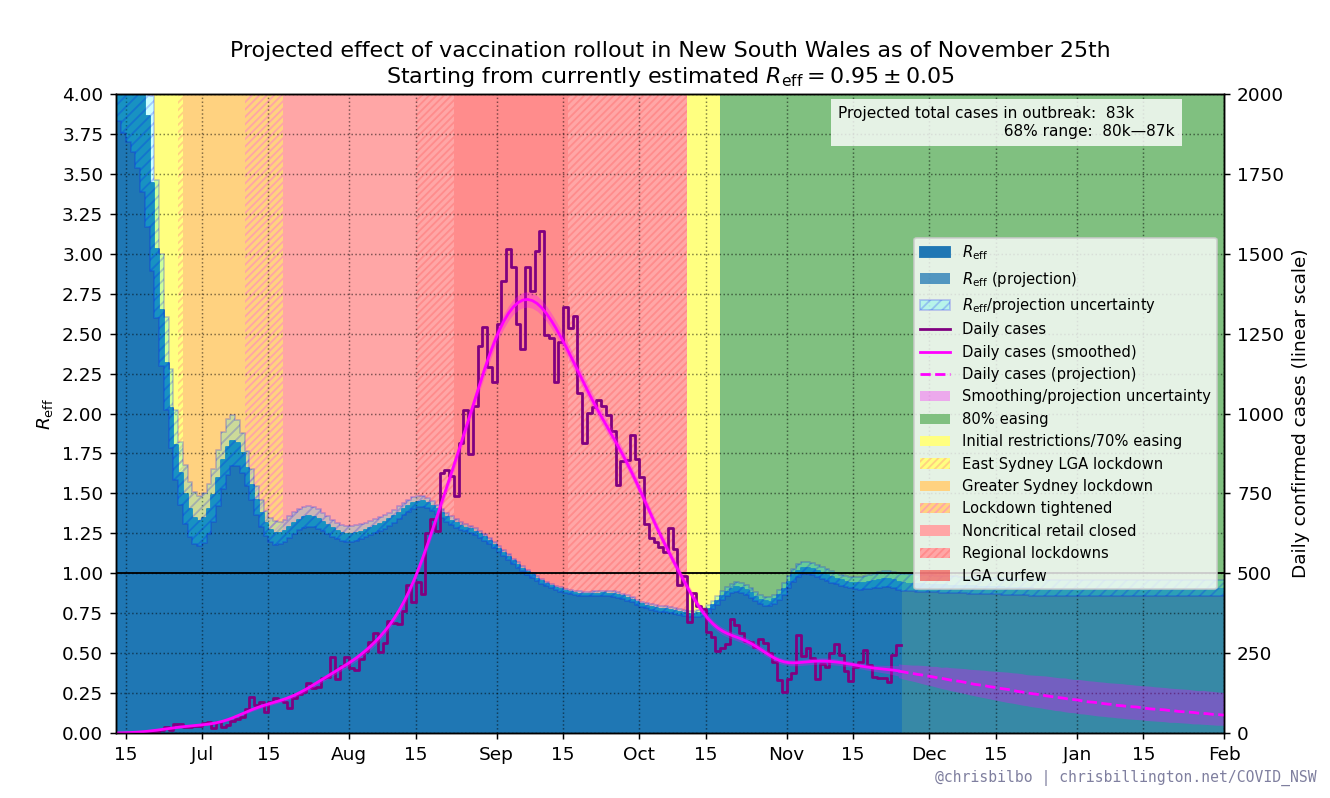 Projected effect of vaccination rollout in New South Wales as of November 25th
Starting from currently estimated R_eff = 0.95 ± 0.05
Projected total cases in outbreak: 83k
68% range: 80k—87k
R_eff
4.00
3.75
3.50
3.25
3.00
2.75
2.50
2.25
2.00
1.75
1.50
1.25
1.00
0.75
0.50
0.25
0.00
2000
1750
1500
1250
1000
750
500
250
0
Daily confirmed cases (linear scale)
R_eff
R_eff (projection)
R_eff/projection uncertainty
Daily cases
Daily cases (smoothed)
Daily cases (projection)
Smoothing/projection uncertainty
80% easing
Initial restrictions/70% easing
East Sydney LGA lockdown
Greater Sydney lockdown
Lockdown tightened
Noncritical retail closed
Regional lockdowns
LGA curfew
15 Jul 15 Aug 15 Sep 15 Oct 15 Nov 15 Dec 15 Jan 15 Feb
@chrisbilbo | chrisbillington.net/COVID_NSW